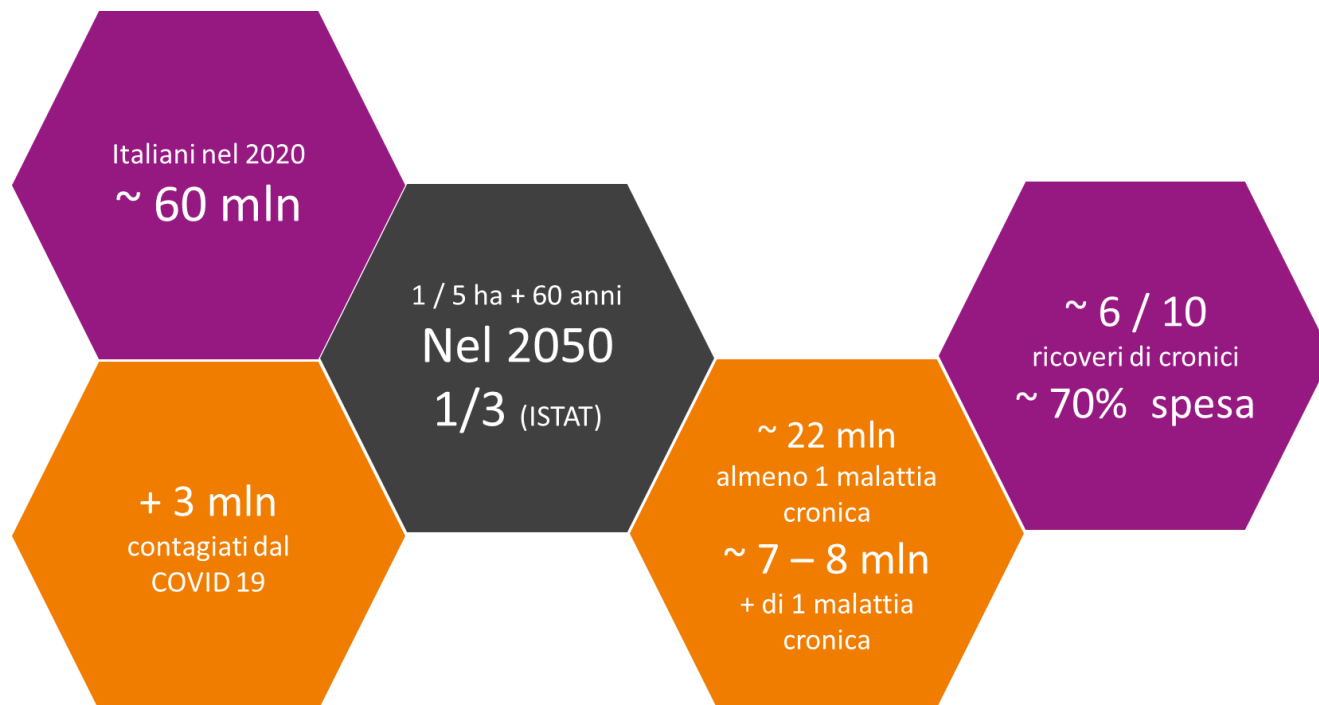 Italiani nel 2020
~ 60 mln
+ 3 mln
contagiati dal
COVID 19
1 / 5 ha + 60 anni
Nel 2050
1/3 (ISTAT)
~ 22 mln
almeno 1 malattia
cronica
~ 7 – 8 mln
+ di 1 malattia
cronica
~ 6 / 10
ricoveri di cronici
~ 70% spesa